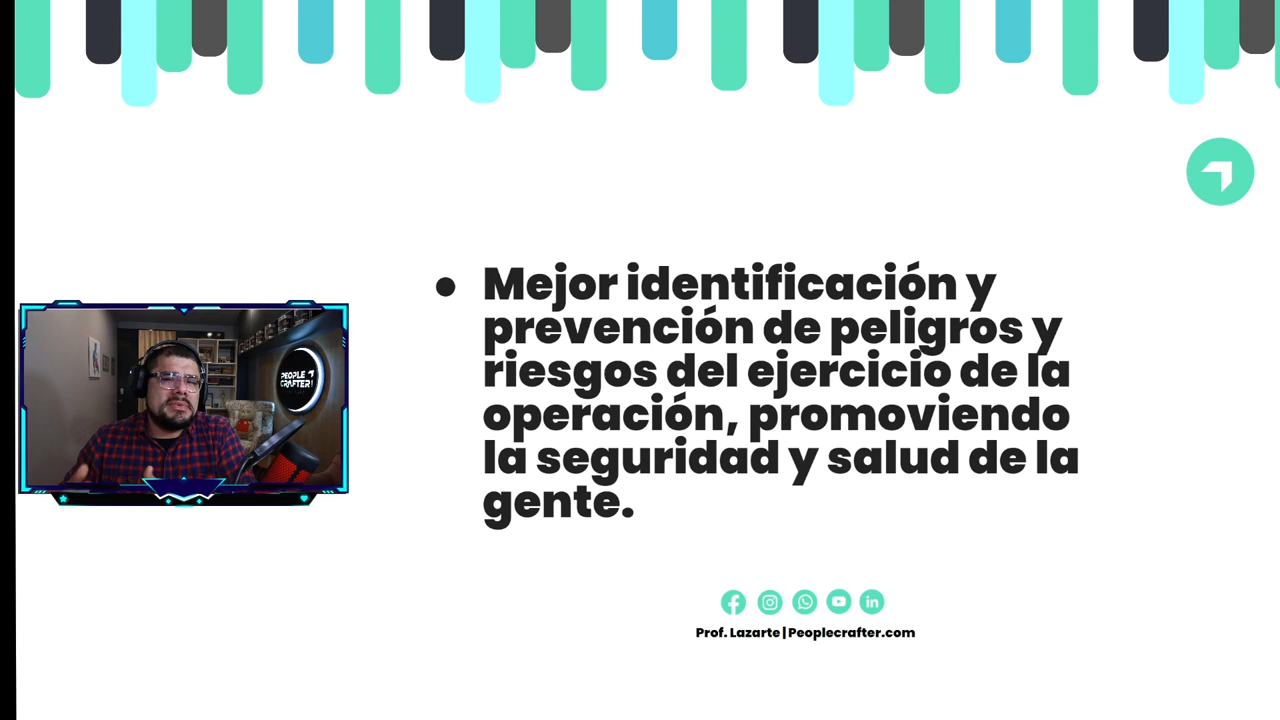 ● Mejor identificación y
prevención de peligros y
riesgos del ejercicio de la
operación, promoviendo
la seguridad y salud de la
gente.
PEOPLE
CRAFTER
Prof. Lazarte | Peoplecrafter.com